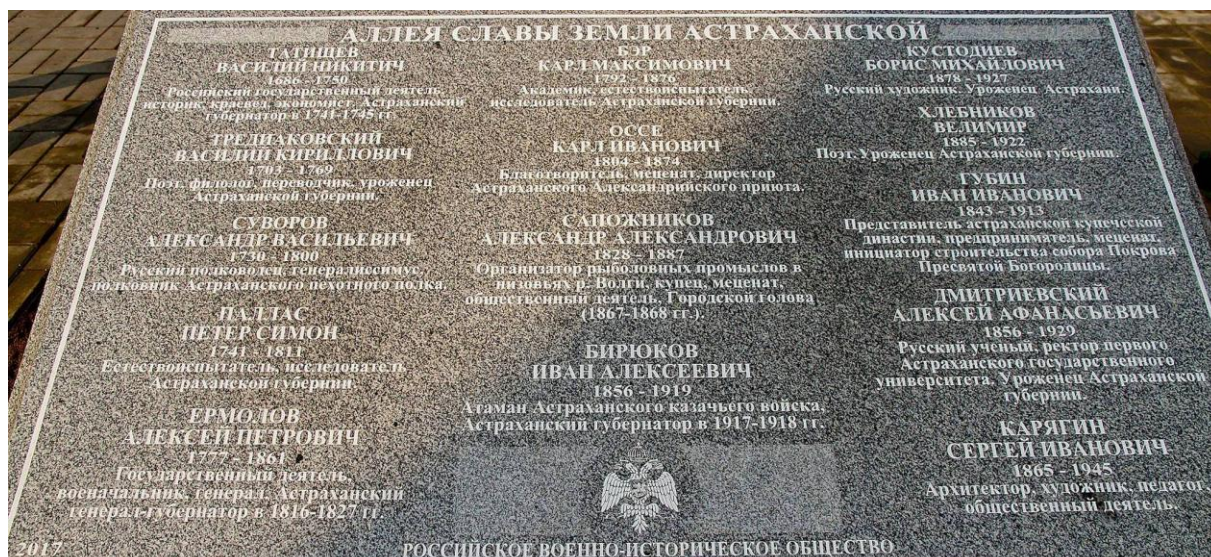 АЛЛЕЯ СЛАВЫ ЗЕМЛИ АСТРАХАНСКОЙ
ТАТИЩЕВ
ВАСИЛИЙ НИКИТИЧ
1686 - 1750
Российский государственный деятель,
историк, краевед, экономист. Астраханский
губернатор в 1741-1745 гг.
ТРЕДИАКОВСКИЙ
ВАСИЛИЙ КИРИЛЛОВИЧ
1703 - 1769
Поэт, филолог, переводчик, уроженец
Астраханской губернии.
СУВОРОВ
АЛЕКСАНДР ВАСИЛЬЕВИЧ
1730 - 1800
Русский полководец, генералиссимус,
полковник Астраханского пехотного полка.
ПАЛЛАС
ПЕТЕР СИМОН
1741 - 1811
Естествоиспытатель, исследователь
Астраханской губернии.
ЕРМОЛОВ
АЛЕКСЕЙ ПЕТРОВИЧ
1777 - 1861
Государственный деятель,
военачальник, генерал, Астраханский
генерал-губернатор в 1816-1827 гг.
БЭР
КАРЛ МАКСИМОВИЧ
1792 - 1876
Академик, естествоиспытатель,
исследователь Астраханской губернии.
ОССЕ
КАРЛ ИВАНОВИЧ
1804 - 1874
Благотворитель, меценат, директор
Астраханского Александрийского приюта.
САПОЖНИКОВ
АЛЕКСАНДР АЛЕКСАНДРОВИЧ
1828 - 1887
Организатор рыболовных промыслов в
низовьях р. Волги, купец, меценат,
общественный деятель, Городской голова
(1867-1868 гг.).
БИРЮКОВ
ИВАН АЛЕКСЕЕВИЧ
1856 - 1919
Атаман Астраханского казачьего войска,
Астраханский губернатор в 1917-1918 гг.
КУСТОДИЕВ
БОРИС МИХАЙЛОВИЧ
1878 - 1927
Русский художник. Уроженец Астрахани.
ХЛЕБНИКОВ
ВЕЛИМИР
1885 - 1922
Поэт. Уроженец Астраханской губернии.
ГУБИН
ИВАН ИВАНОВИЧ
1843 - 1913
Представитель астраханской купеческой
династии, предприниматель, меценат,
инициатор строительства собора Покрова
Пресвятой Богородицы.
ДМИТРИЕВСКИЙ
АЛЕКСЕЙ АФАНАСЬЕВИЧ
1856 - 1929
Русский ученый, ректор первого
Астраханского государственного
университета. Уроженец Астраханской
губернии.
КАРЯГИН
СЕРГЕЙ ИВАНОВИЧ
1865 - 1945
Архитектор, художник, педагог,
общественный деятель.
2017
РОССИЙСКОЕ ВОЕННО-ИСТОРИЧЕСКОЕ ОБЩЕСТВО